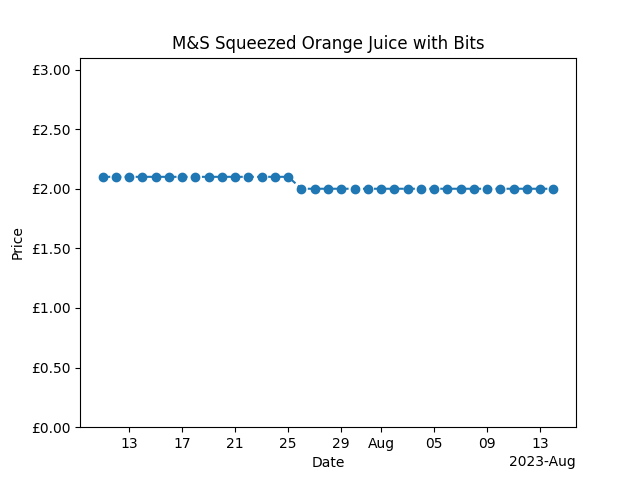 M&S Squeezed Orange Juice with Bits
£3.00
£2.50
£2.00
£1.50
£1.00
£0.50
£0.00
Price
13 17 21 25 29 Aug 05 09 13
Date
2023-Aug